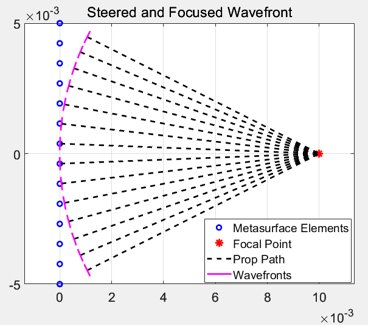 Steered and Focused Wavefront
5 ×10⁻³
0
-5
Metasurface Elements
Focal Point
Prop Path
Wavefronts
0 2 4 6 8 10
×10⁻³